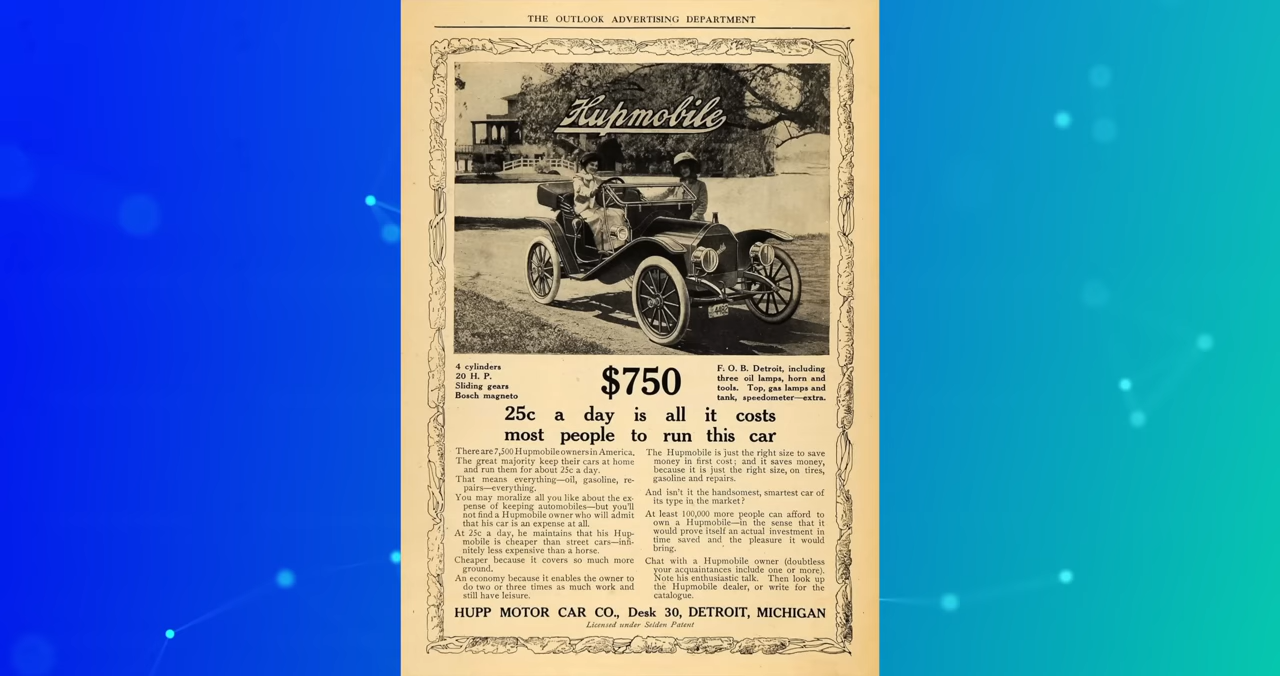 THE OUTLOOK ADVERTISING DEPARTMENT
Hupmobile
4482
4 cylinders
20 H. P.
Sliding gears
Bosch magneto
$750
F. O. B. Detroit, including
three oil lamps, horn and
tools. Top, gas lamps and
tank, speedometer—extra.
25c a day is all it costs
most people to run this car
There are 7,500 Hupmobile owners in America.
The great majority keep their cars at home
and run them for about 25c a day.
That means everything—oil, gasoline, re-
pairs—everything.
You may moralize all you like about the ex-
pense of keeping automobiles—but you'll
not find a Hupmobile owner who will admit
that his car is an expense at all.
At 25c a day, he maintains that his Hup-
mobile is cheaper than street cars—infi-
nitely less expensive than a horse.
Cheaper because it covers so much more
ground.
An economy because it enables the owner to
do two or three times as much work and
still have leisure.
The Hupmobile is just the right size to save
money in first cost; and it saves money,
because it is just the right size, on tires,
gasoline and repairs.
And isn't it the handsomest, smartest car of
its type in the market?
At least 100,000 more people can afford to
own a Hupmobile—in the sense that it
would prove itself an actual investment in
time saved and the pleasure it would
bring.
Chat with a Hupmobile owner (doubtless
your acquaintances include one or more).
Note his enthusiastic talk. Then look up
the Hupmobile dealer, or write for the
catalogue.
HUPP MOTOR CAR CO., Desk 30, DETROIT, MICHIGAN
Licensed under Selden Patent